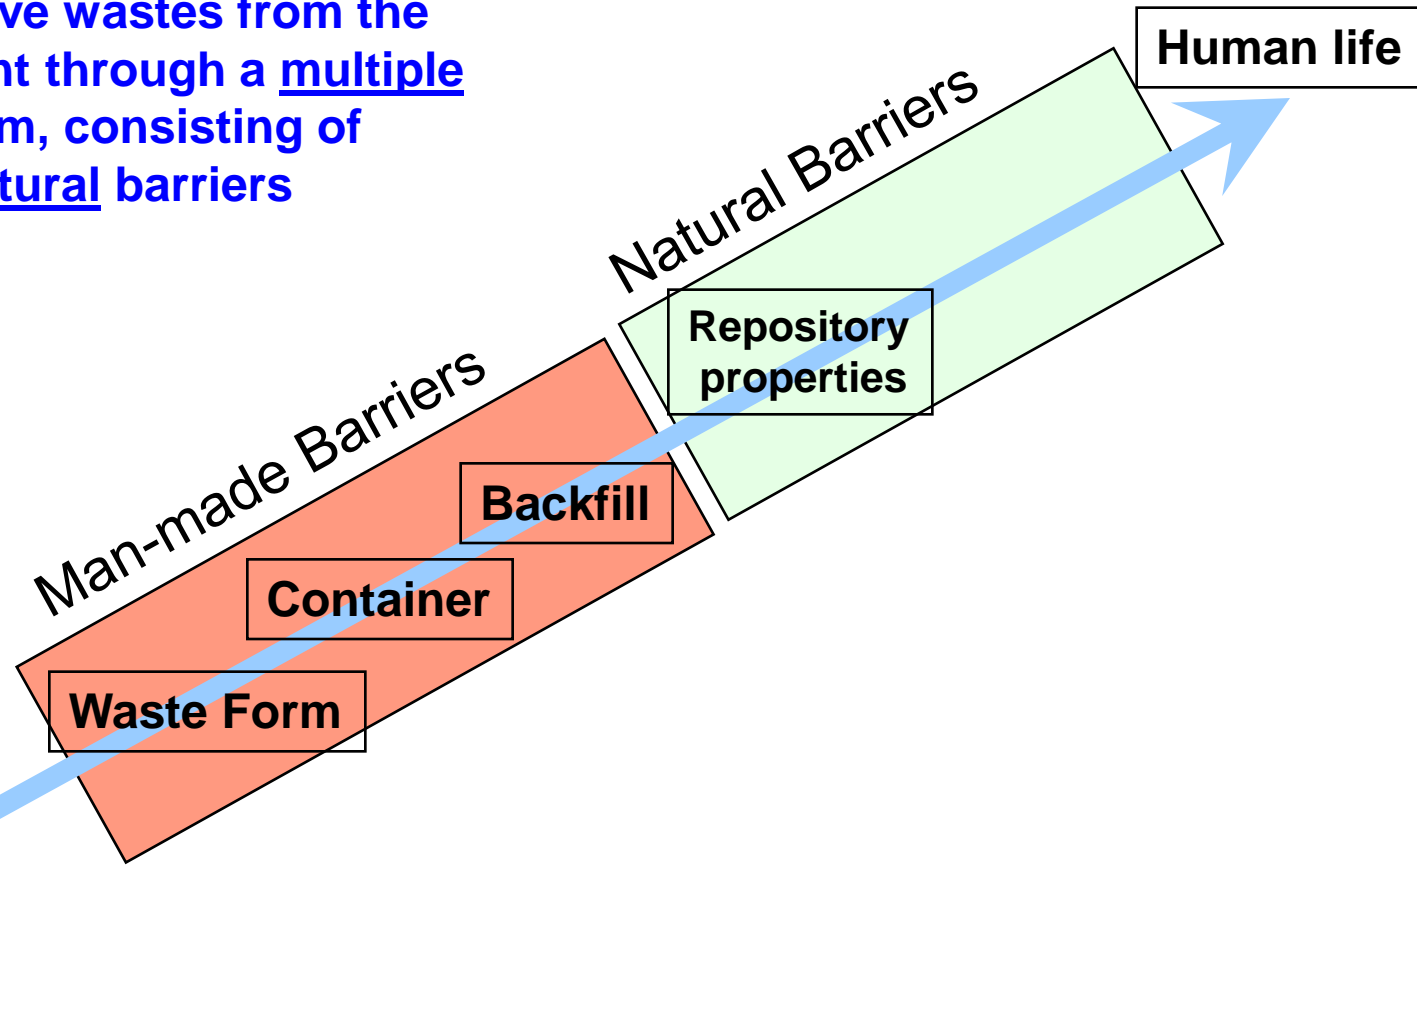 ve wastes from the
nt through a multiple
m, consisting of
tural barriers
Human life
Natural Barriers
Repository
properties
Man-made Barriers
Backfill
Container
Waste Form